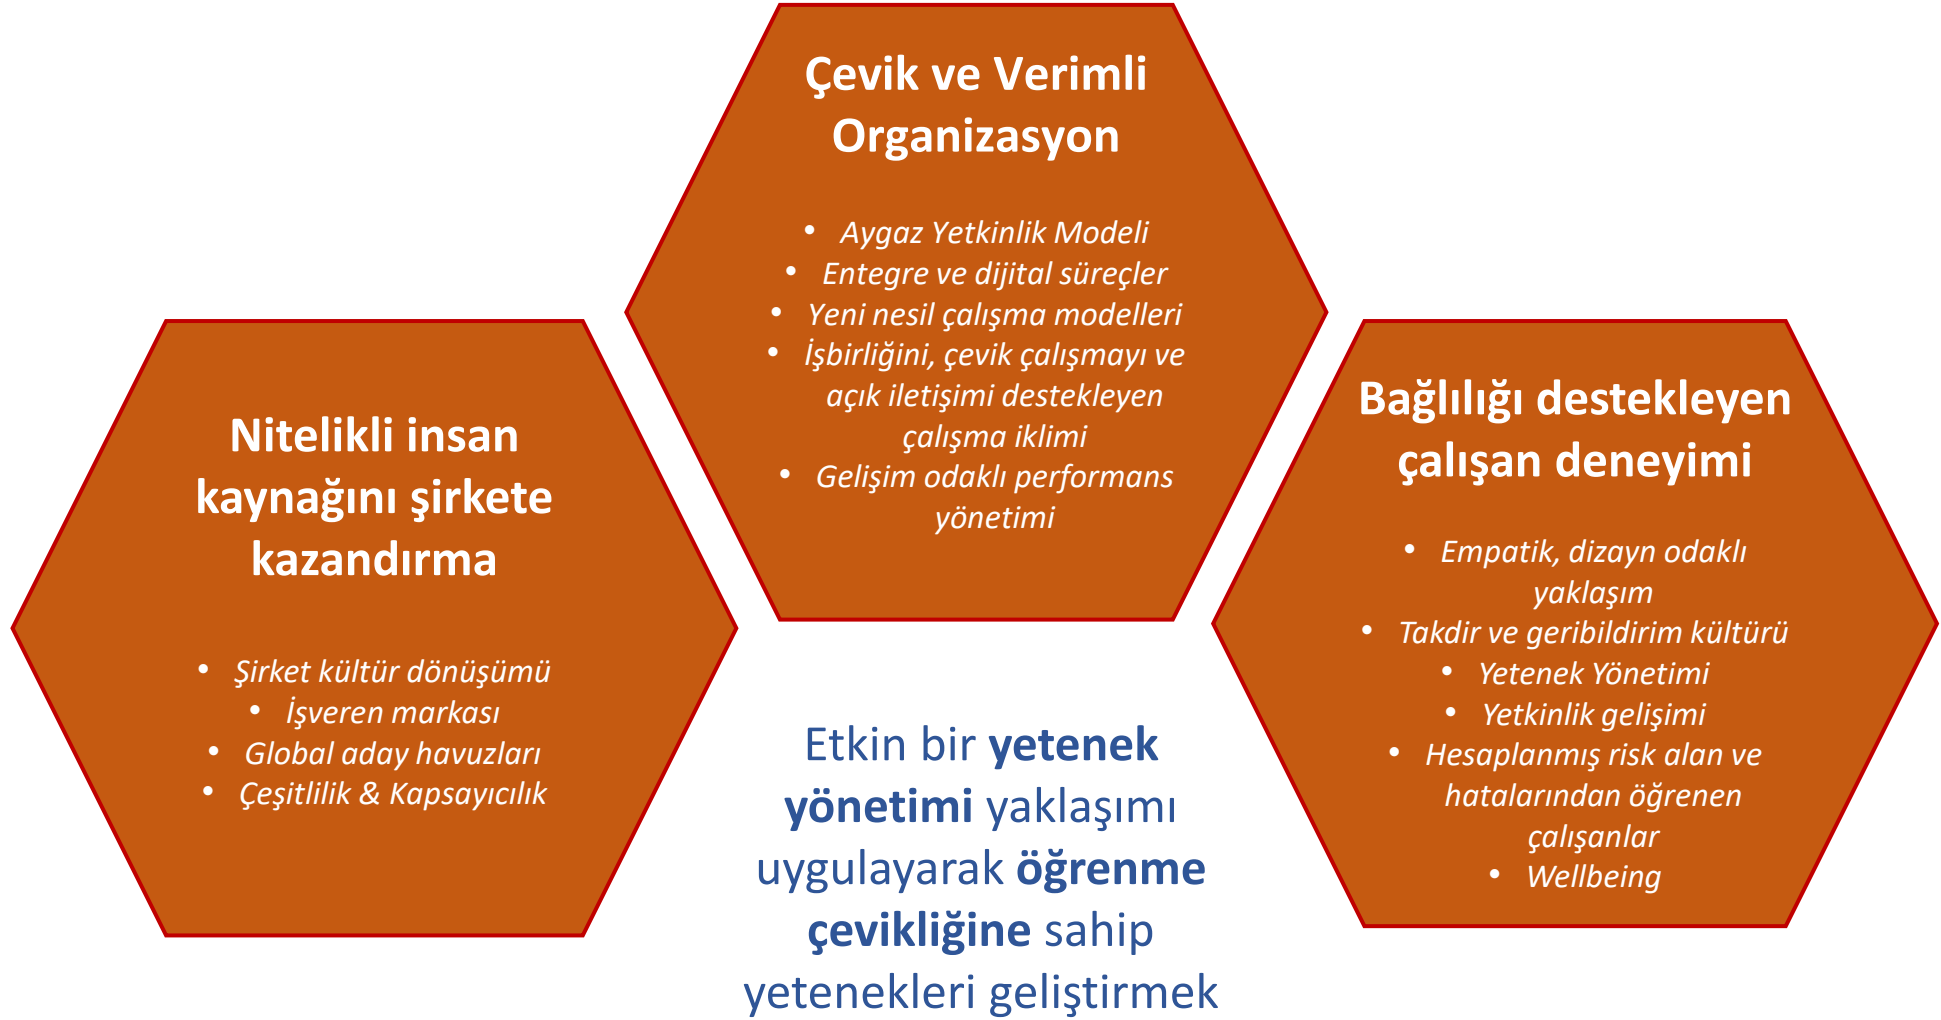 Çevik ve Verimli
Organizasyon
• Aygaz Yetkinlik Modeli
• Entegre ve dijital süreçler
• Yeni nesil çalışma modelleri
• İşbirliğini, çevik çalışmayı ve
açık iletişimi destekleyen
çalışma iklimi
• Gelişim odaklı performans
yönetimi
Nitelikli insan
kaynağını şirkete
kazandırma
• Şirket kültür dönüşümü
• İşveren markası
• Global aday havuzları
• Çeşitlilik & Kapsayıcılık
Bağlılığı destekleyen
çalışan deneyimi
• Empatik, dizayn odaklı
yaklaşım
• Takdir ve geribildirim kültürü
• Yetenek Yönetimi
• Yetkinlik gelişimi
• Hesaplanmış risk alan ve
hatalarından öğrenen
çalışanlar
• Wellbeing
Etkin bir yetenek
yönetimi yaklaşımı
uygulayarak öğrenme
çevikliğine sahip
yetenekleri geliştirmek